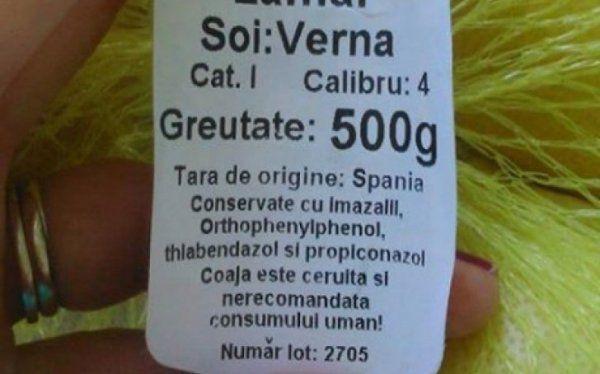 Soi:Verna
Cat. I Calibru: 4
Greutate: 500g
Tara de origine: Spania
Conservate cu Imazalil,
Orthophenylphenol,
thiabendazol si propiconazol
Coaja este ceruita si
nerecomandata
consumului uman!
Număr lot: 2705